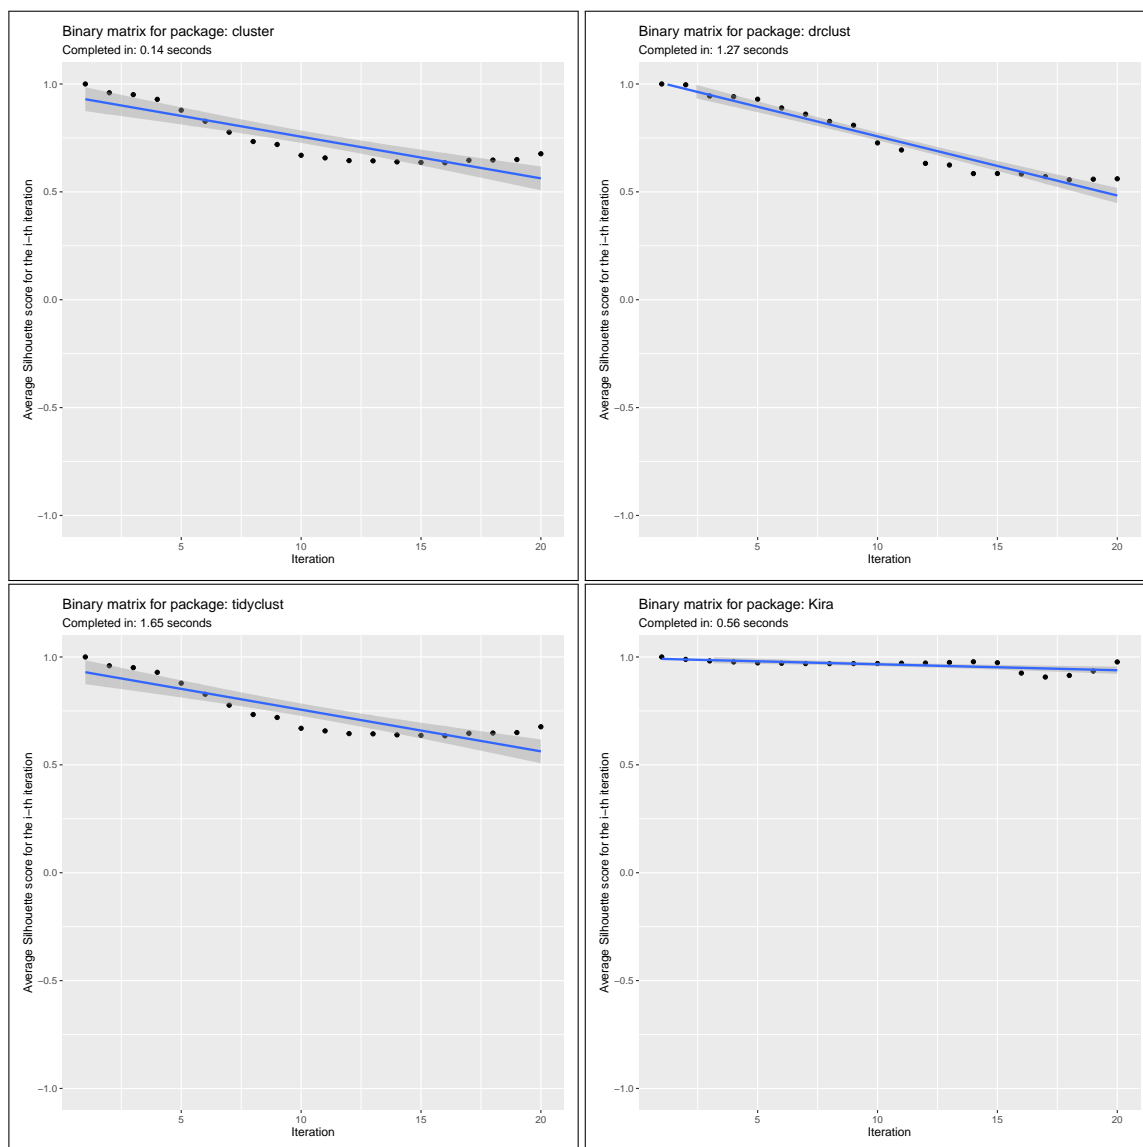 Binary matrix for package: cluster
Completed in: 0.14 seconds
Average Silhouette score for the i−th iteration
1.0
0.5
0.0
−0.5
−1.0
5
10
15
20
Iteration
Binary matrix for package: drclust
Completed in: 1.27 seconds
Average Silhouette score for the i−th iteration
1.0
0.5
0.0
−0.5
−1.0
5
10
15
20
Iteration
Binary matrix for package: tidyclust
Completed in: 1.65 seconds
Average Silhouette score for the i−th iteration
1.0
0.5
0.0
−0.5
−1.0
5
10
15
20
Iteration
Binary matrix for package: Kira
Completed in: 0.56 seconds
Average Silhouette score for the i−th iteration
1.0
0.5
0.0
−0.5
−1.0
5
10
15
20
Iteration